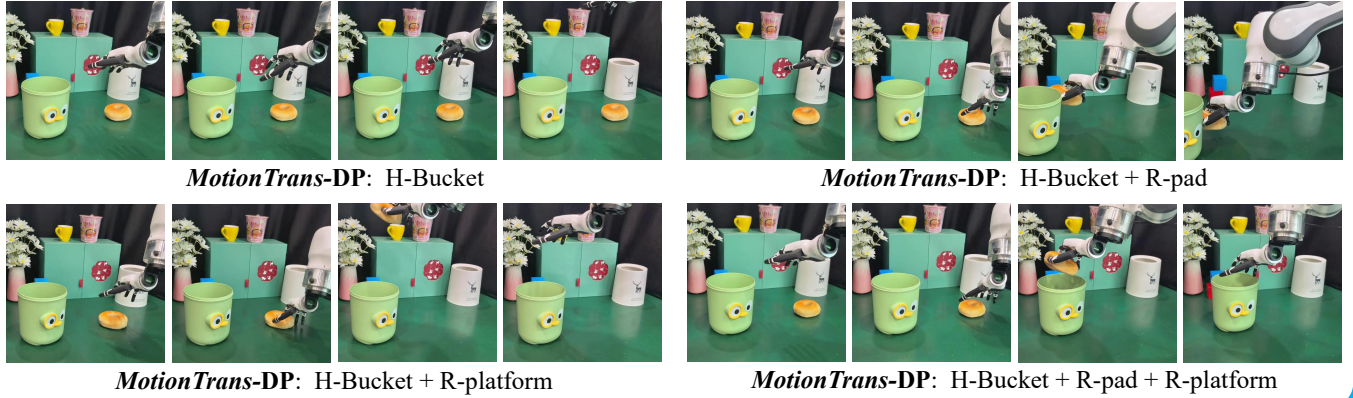 MotionTrans-DP: H-Bucket
MotionTrans-DP: H-Bucket + R-pad
MotionTrans-DP: H-Bucket + R-platform
MotionTrans-DP: H-Bucket + R-pad + R-platform